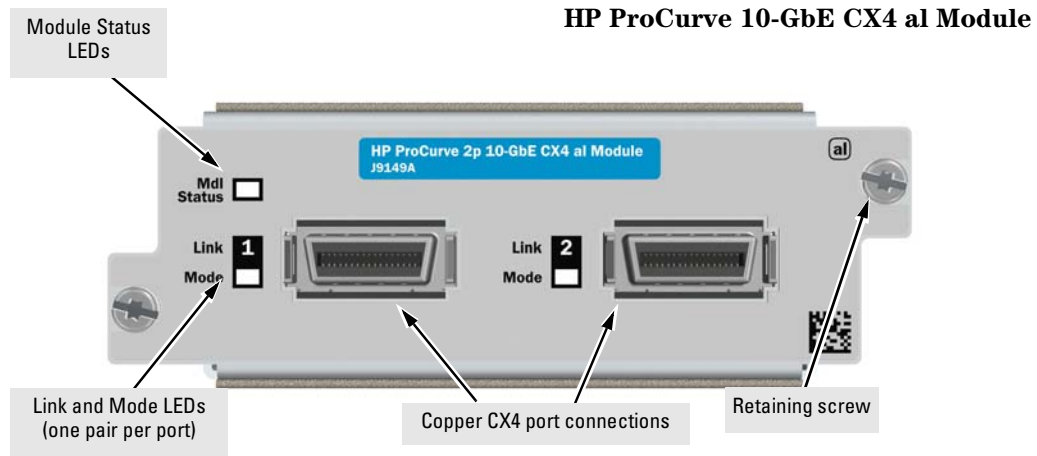 HP ProCurve 10-GbE CX4 al Module
Module Status
LEDs
HP ProCurve 2p 10-GbE CX4 al Module
J9149A
al
Mdl
Status
Link 1
Mode
Link 2
Mode
Link and Mode LEDs
(one pair per port)
Copper CX4 port connections
Retaining screw